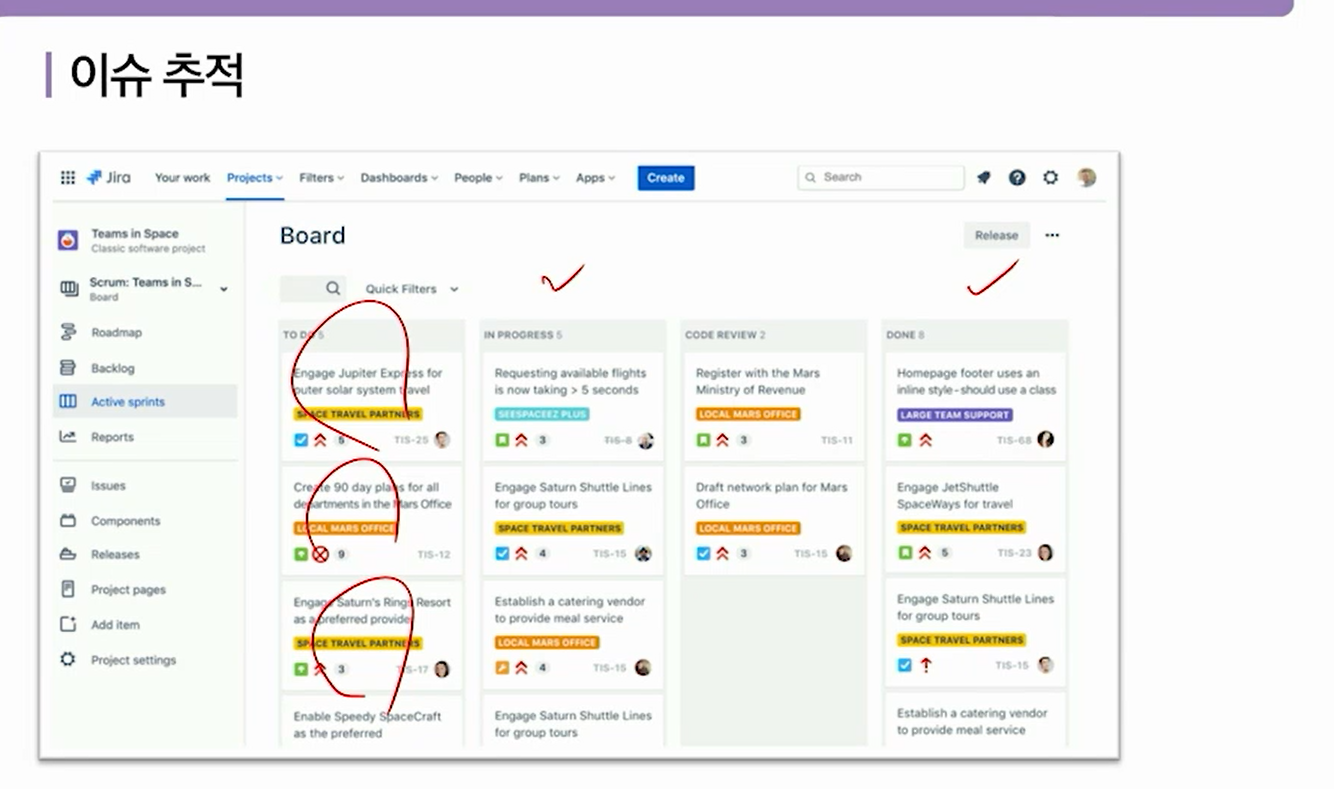 이슈 추적
Jira Your work Projects Filters Dashboards People Plans Apps Create Search
Teams in Space
Classic software project
Scrum: Teams in S...
Board
Roadmap
Backlog
Active sprints
Reports
Issues
Components
Releases
Project pages
Add item
Project settings
Board
Release
Quick Filters
TO DO 5
Engage Jupiter Express for
outer solar system travel
SPACE TRAVEL PARTNERS
5 TIS-25
Create 90 day plans for all
departments in the Mars Office
LOCAL MARS OFFICE
9 TIS-12
Engage Saturn's Rings Resort
as a preferred provider
SPACE TRAVEL PARTNERS
3 TIS-17
Enable Speedy SpaceCraft
as the preferred
IN PROGRESS 5
Requesting available flights
is now taking > 5 seconds
SEESPACEEZ PLUS
3 TIS-8
Engage Saturn Shuttle Lines
for group tours
SPACE TRAVEL PARTNERS
4 TIS-15
Establish a catering vendor
to provide meal service
LOCAL MARS OFFICE
4 TIS-15
Engage Saturn Shuttle Lines
for group tours
CODE REVIEW 2
Register with the Mars
Ministry of Revenue
LOCAL MARS OFFICE
3 TIS-11
Draft network plan for Mars
Office
LOCAL MARS OFFICE
3 TIS-15
DONE 8
Homepage footer uses an
inline style-should use a class
LARGE TEAM SUPPORT
TIS-68
Engage JetShuttle
SpaceWays for travel
SPACE TRAVEL PARTNERS
5 TIS-23
Engage Saturn Shuttle Lines
for group tours
SPACE TRAVEL PARTNERS
TIS-15
Establish a catering vendor
to provide meal service